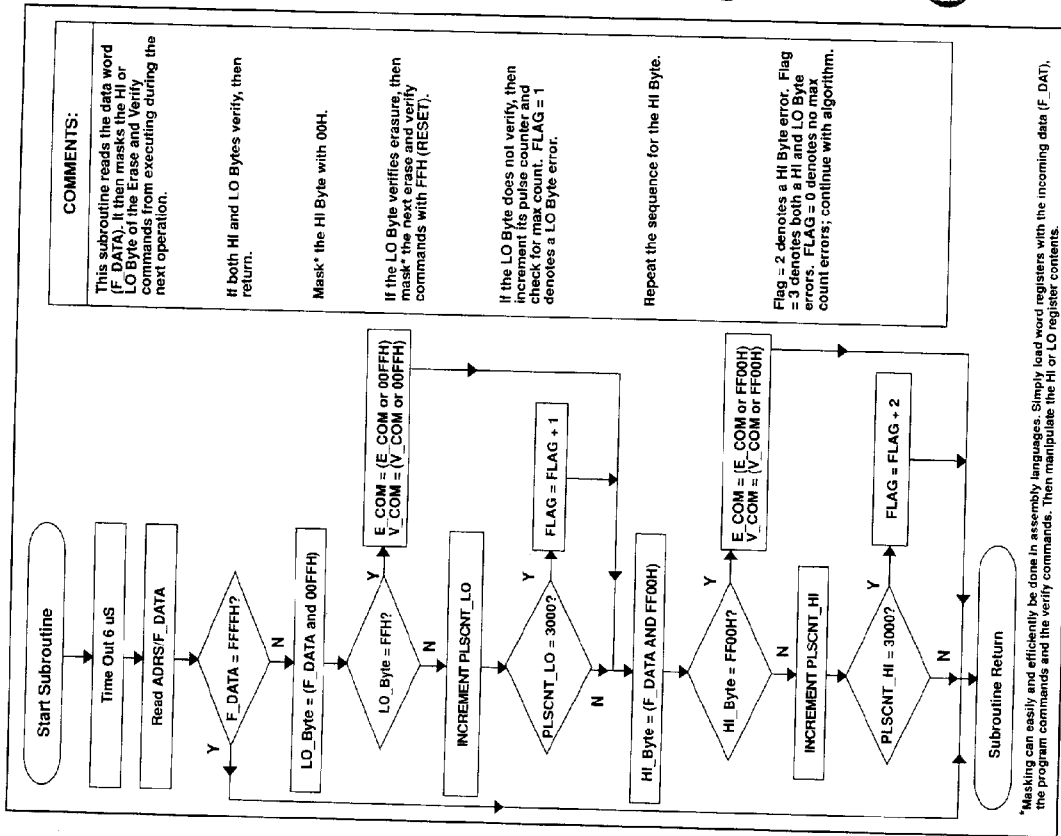 Start Subroutine
Time Out 6 uS
Read ADRS/F_DATA
F_DATA = FFFFH?
Y
N
LO_Byte = (F_DATA and 00FFH)
LO_Byte = FFH?
Y
N
E_COM = (E_COM or 00FFH)
V_COM = (V_COM or 00FFH)
INCREMENT PLSCNT_LO
PLSCNT_LO = 3000?
Y
N
FLAG = FLAG + 1
HI_Byte = (F_DATA AND FF00H)
HI_Byte = FF00H?
Y
N
E_COM = (E_COM or FF00H)
V_COM = (V_COM or FF00H)
INCREMENT PLSCNT_HI
PLSCNT_HI = 3000?
Y
N
FLAG = FLAG + 2
Subroutine Return
COMMENTS:
This subroutine reads the data word
(F_DATA). It then masks the HI or
LO Byte of the Erase and Verify
commands from executing during the
next operation.
If both HI and LO Bytes verify, then
return.
Mask* the HI Byte with 00H.
If the LO Byte verifies erasure, then
mask* the next erase and verify
commands with FFH (RESET).
If the LO Byte does not verify, then
increment its pulse counter and
check for max count. FLAG = 1
denotes a LO Byte error.
Repeat the sequence for the HI Byte.
Flag = 2 denotes a HI Byte error. Flag
= 3 denotes both a HI and LO Byte
errors. FLAG = 0 denotes no max
count errors; continue with algorithm.
*Masking can easily and efficiently be done in assembly languages. Simply load word registers with the incoming data (F_DAT),
the program commands and the verify commands. Then manipulate the HI or LO register contents.